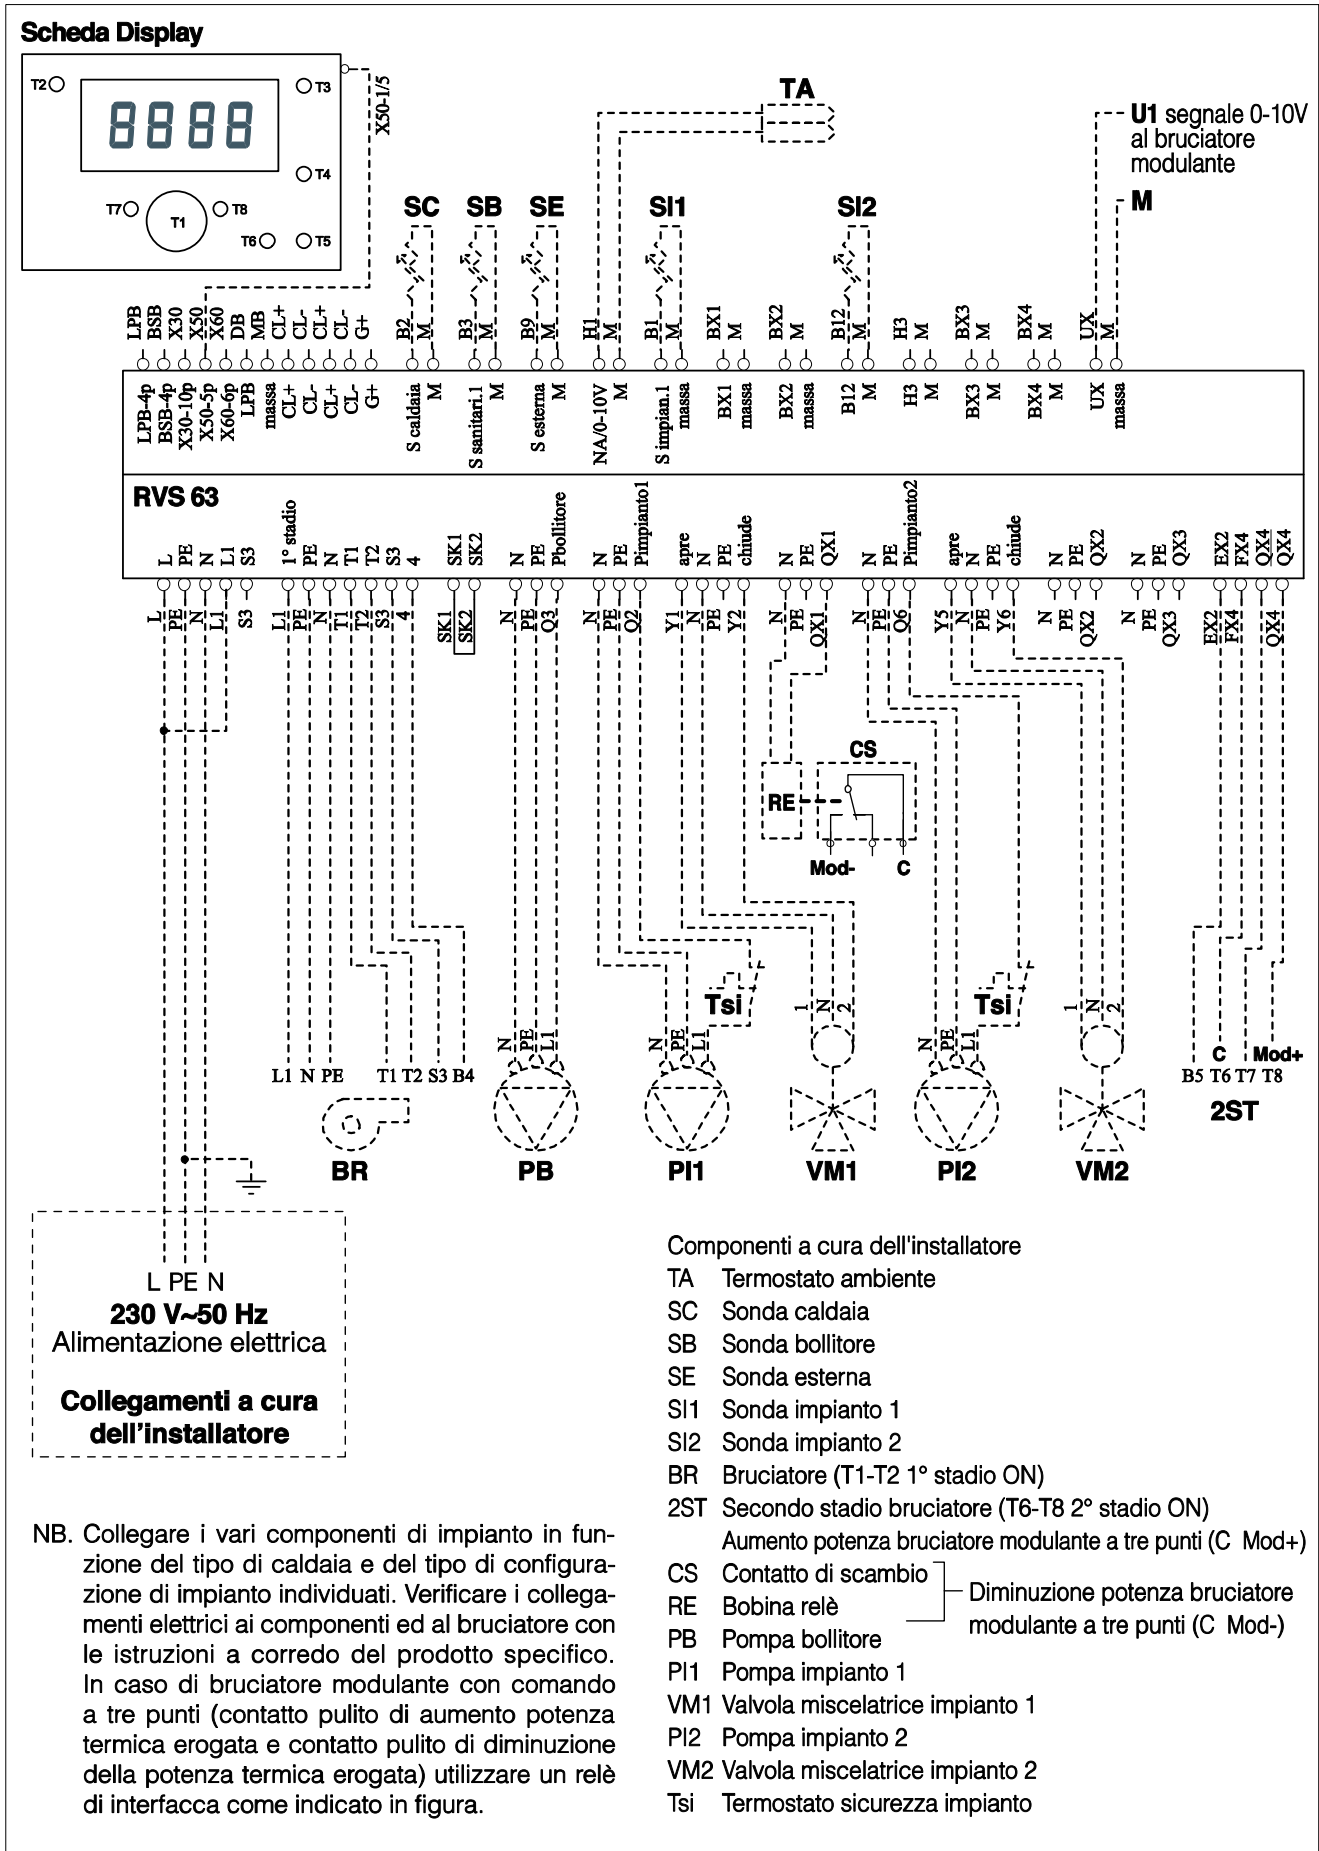 Scheda Display
T2
T3
T4
T7
T8
T1
T6
T5
X50-1/5
TA
U1 segnale 0-10V
al bruciatore
modulante
M
SC SB SE SI1 SI2
LPB BSB X30 X50 X60 DB MB CL+ CL- CL+ CL- G+ B2 M B3 M B9 M H1 M B1 M BX1 M BX2 M B12 M H3 M BX3 M BX4 M UX M
LPB-4p BSB-4p X30-10p X50-5p X60-6p LPB massa CL+ CL- CL+ CL- G+ S caldaia M S sanitari.1 M S esterna M NA/0-10V M S impian.1 massa BX1 massa BX2 massa B12 M H3 M BX3 M BX4 M UX massa
RVS 63
L PE N L1 S3 1° stadio PE N T1 T2 S3 4 SK1 SK2 N PE Pbollitore N PE Pimpianto1 apre N PE chiude N PE QX1 N PE Pimpianto2 apre N PE chiude N PE QX2 N PE QX3 EX2 FX4 QX4 QX4
L PE N L1 S3 L1 PE N T1 T2 S3 4 SK1 SK2 N PE Q3 N PE Q2 Y1 N PE Y2 N PE QX1 N PE Q6 Y5 N PE Y6 N PE QX2 N PE QX3 EX2 FX4 QX4
CS
RE
Mod- C
Tsi
Tsi
1 N 2
1 N 2
N PE L1
N PE L1
N PE L1
L1 N PE T1 T2 S3 B4
C Mod+
B5 T6 T7 T8
2ST
BR PB PI1 VM1 PI2 VM2
L PE N
230 V~50 Hz
Alimentazione elettrica
Collegamenti a cura
dell’installatore
NB. Collegare i vari componenti di impianto in fun-
zione del tipo di caldaia e del tipo di configura-
zione di impianto individuati. Verificare i collega-
menti elettrici ai componenti ed al bruciatore con
le istruzioni a corredo del prodotto specifico.
In caso di bruciatore modulante con comando
a tre punti (contatto pulito di aumento potenza
termica erogata e contatto pulito di diminuzione
della potenza termica erogata) utilizzare un relè
di interfacca come indicato in figura.
Componenti a cura dell'installatore
TA Termostato ambiente
SC Sonda caldaia
SB Sonda bollitore
SE Sonda esterna
SI1 Sonda impianto 1
SI2 Sonda impianto 2
BR Bruciatore (T1-T2 1° stadio ON)
2ST Secondo stadio bruciatore (T6-T8 2° stadio ON)
Aumento potenza bruciatore modulante a tre punti (C Mod+)
CS Contatto di scambio
RE Bobina relè
Diminuzione potenza bruciatore
modulante a tre punti (C Mod-)
PB Pompa bollitore
PI1 Pompa impianto 1
VM1 Valvola miscelatrice impianto 1
PI2 Pompa impianto 2
VM2 Valvola miscelatrice impianto 2
Tsi Termostato sicurezza impianto